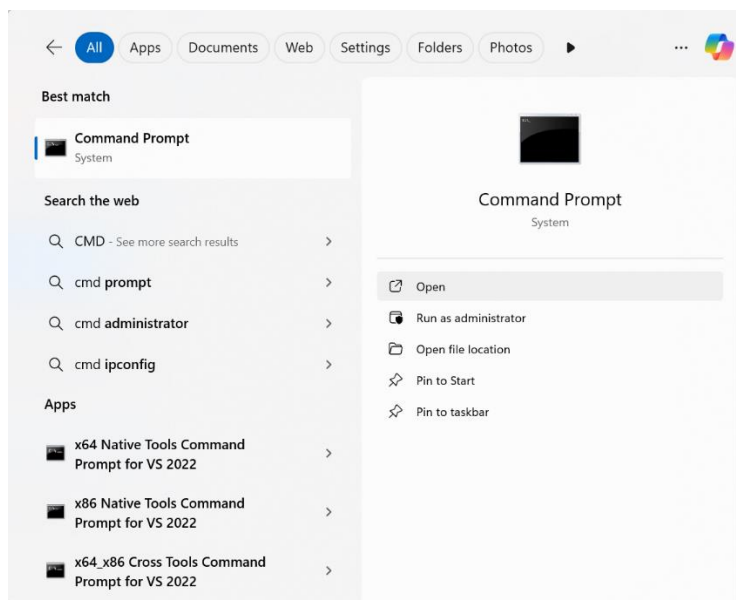 All Apps Documents Web Settings Folders Photos ...
Best match
Command Prompt
System
Search the web
CMD - See more search results
cmd prompt
cmd administrator
cmd ipconfig
Apps
x64 Native Tools Command
Prompt for VS 2022
x86 Native Tools Command
Prompt for VS 2022
x64_x86 Cross Tools Command
Prompt for VS 2022
Command Prompt
System
Open
Run as administrator
Open file location
Pin to Start
Pin to taskbar